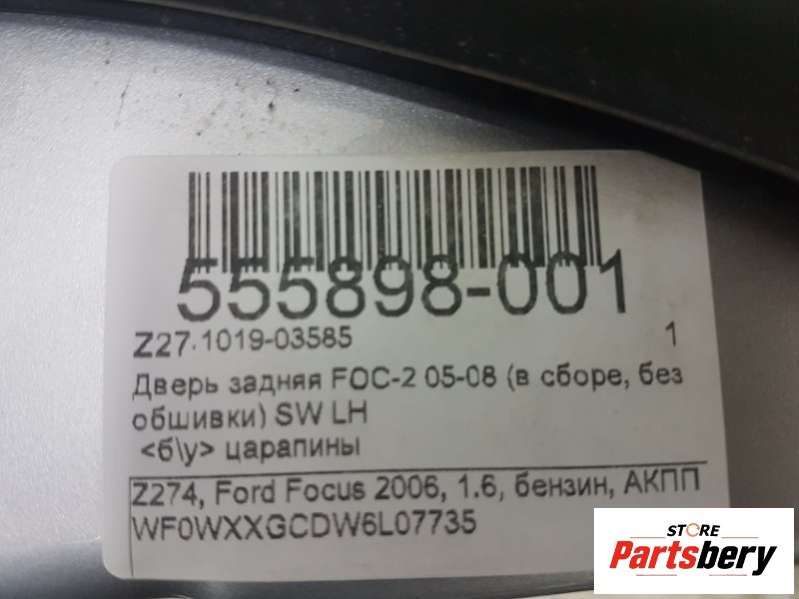 555898-001
Z27.1019-03585 1
Дверь задняя FOC-2 05-08 (в сборе, без
обшивки) SW LH
<б\у> царапины
Z274, Ford Focus 2006, 1.6, бензин, АКПП
WF0WXXGCDW6L07735
STORE
Partsbery